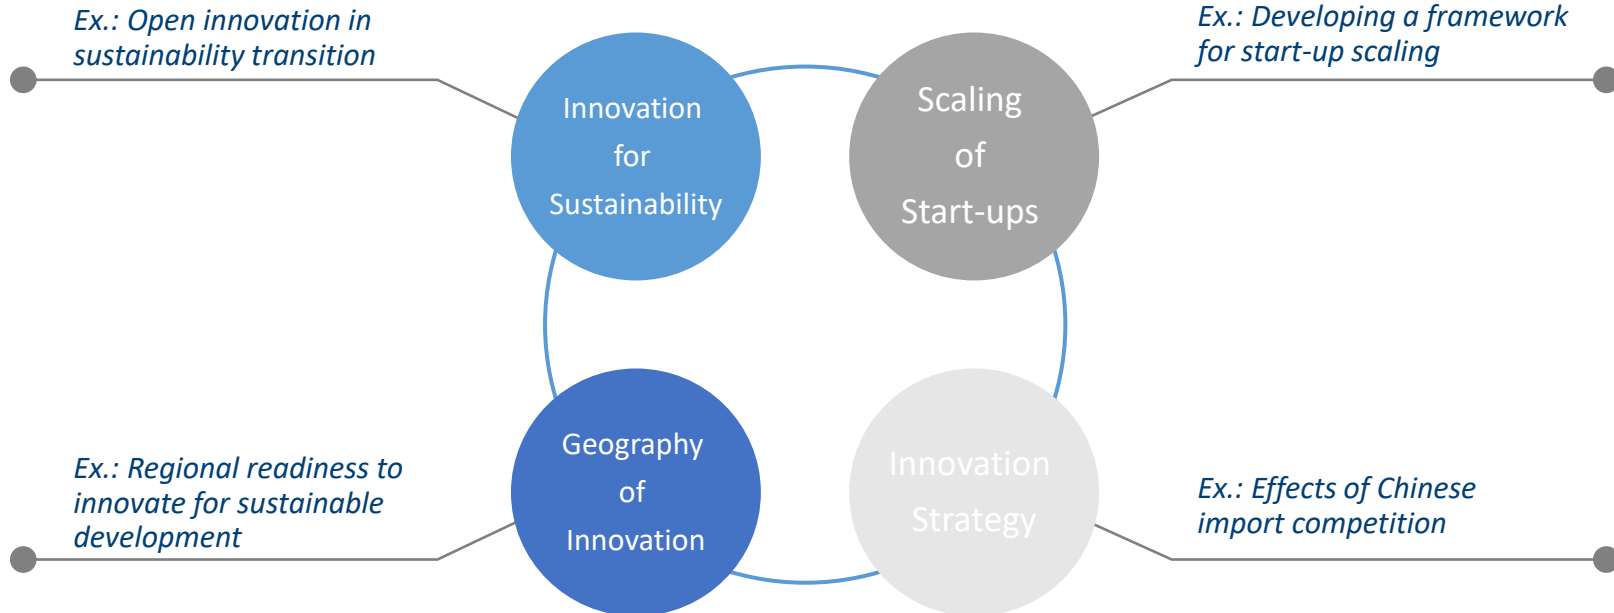 Ex.: Open innovation in
sustainability transition
Innovation
for
Sustainability
Scaling
of
Start-ups
Ex.: Developing a framework
for start-up scaling
Ex.: Regional readiness to
innovate for sustainable
development
Geography
of
Innovation
Innovation
Strategy
Ex.: Effects of Chinese
import competition